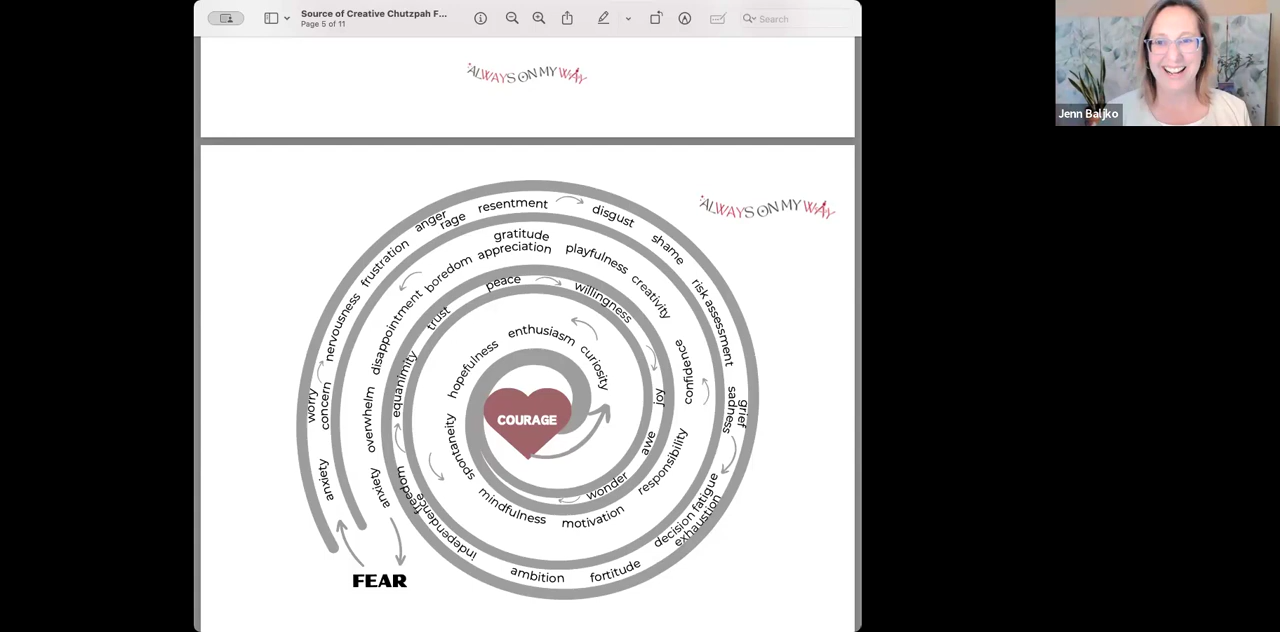 Source of Creative Chutzpah F...
Page 5 of 11
Search
Jenn Baljko
ALWAYS ON MY WAY
ALWAYS ON MY WAY
anxiety
worry
concern
nervousness
frustration
anger
rage
resentment
disgust
shame
risk assessment
grief
sadness
decision fatigue
exhaustion
fortitude
ambition
independence
freedom
equanimity
trust
peace
willingness
joy
awe
wonder
gratitude
appreciation
playfulness
creativity
confidence
responsibility
motivation
mindfulness
spontaneity
hopefulness
enthusiasm
curiosity
boredom
disappointment
overwhelm
anxiety
COURAGE
FEAR